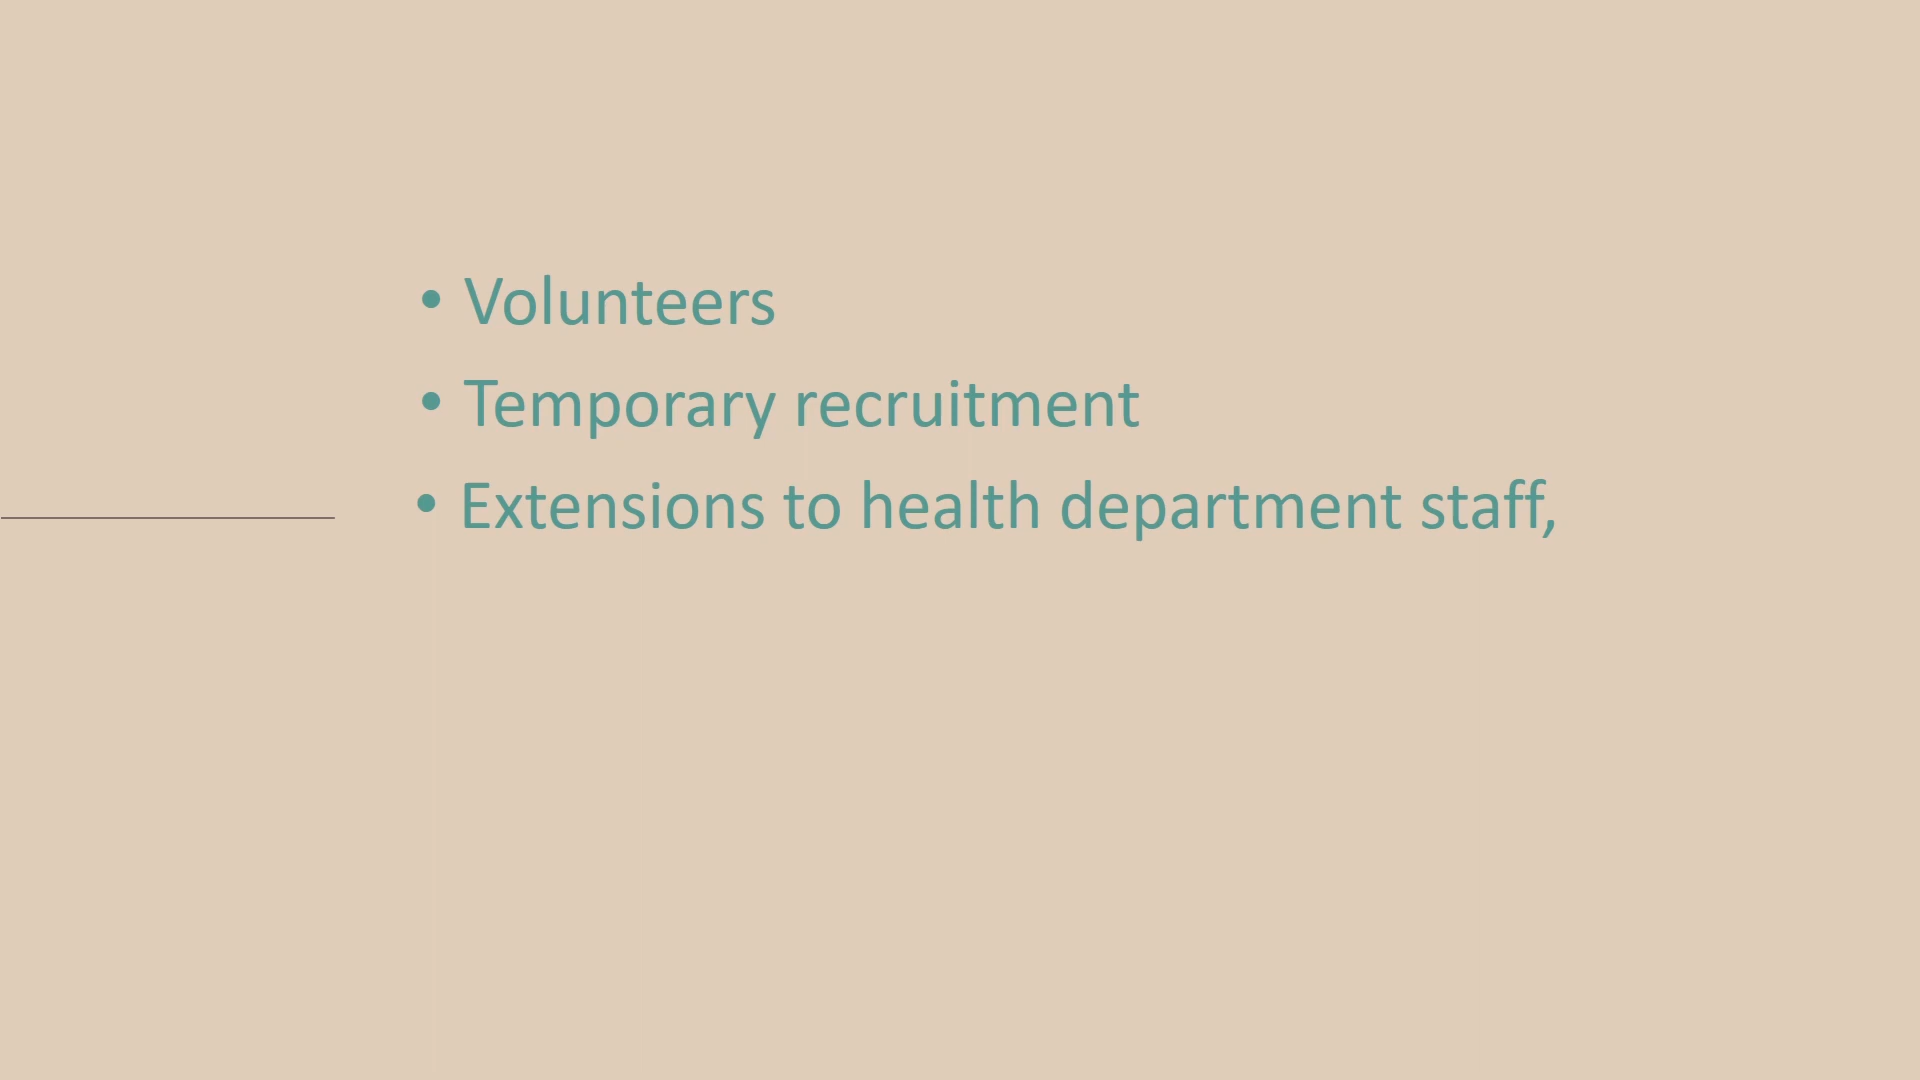 • Volunteers
• Temporary recruitment
• Extensions to health department staff,